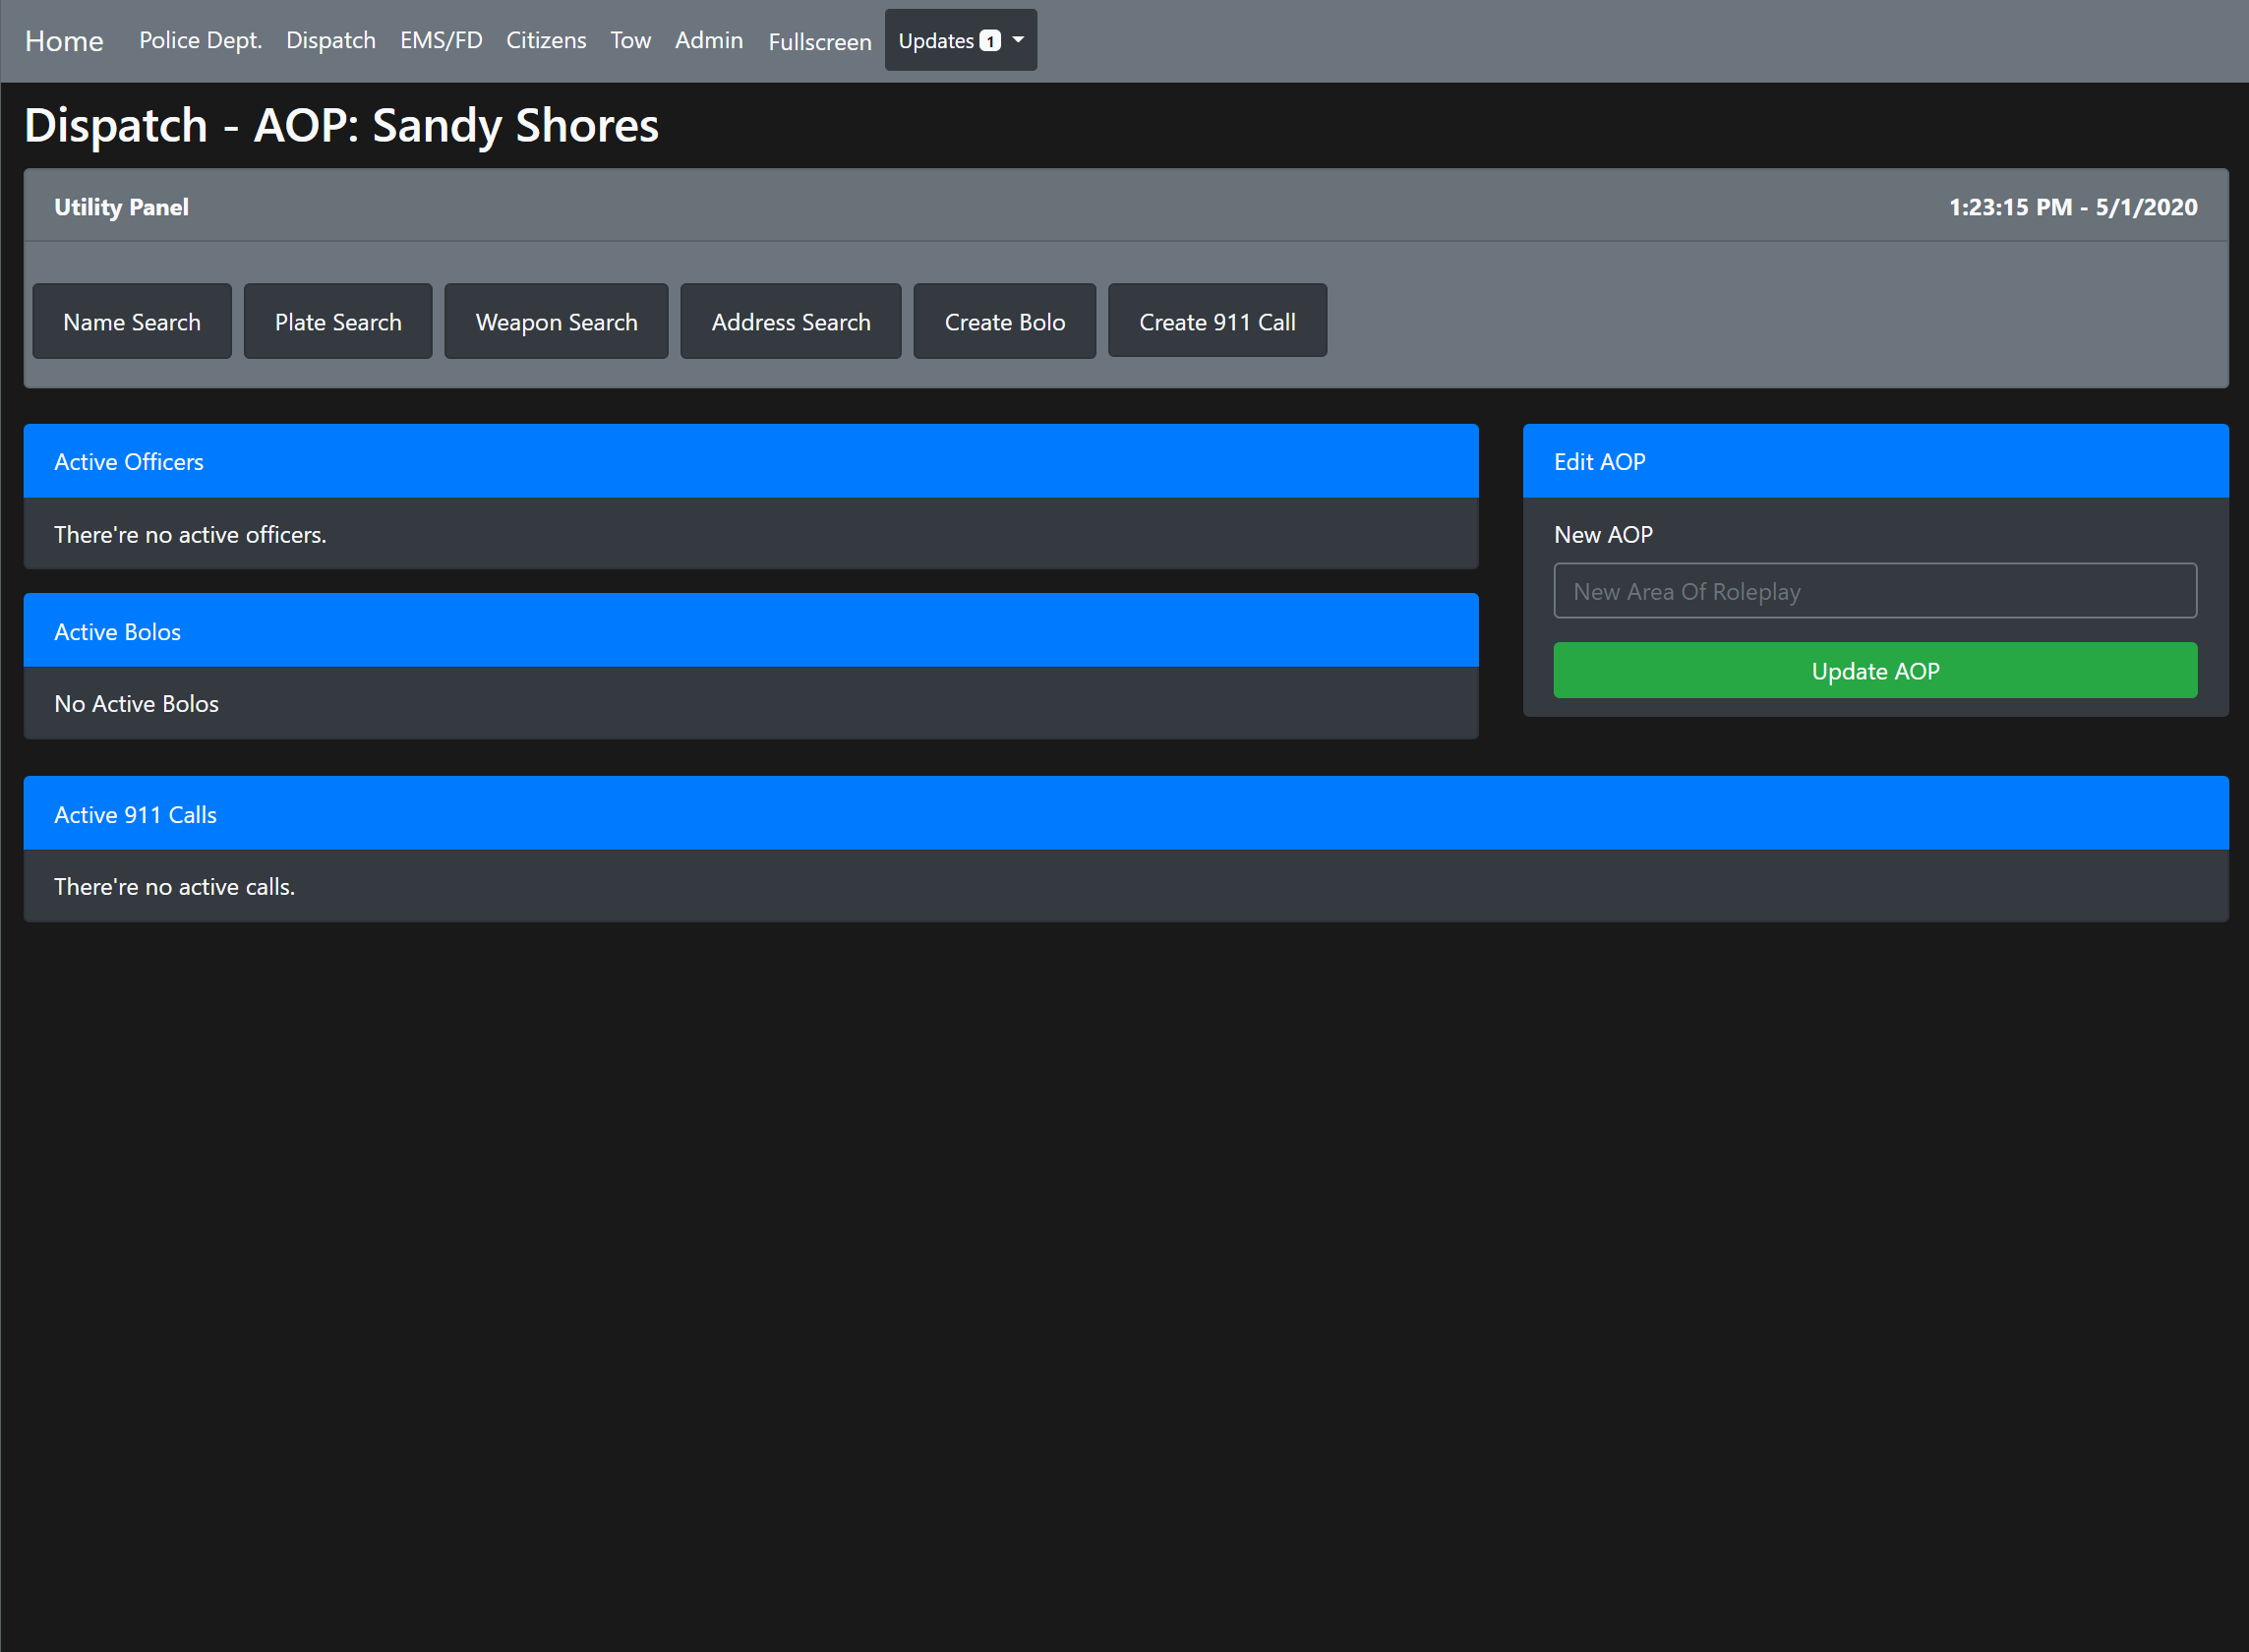 Home Police Dept. Dispatch EMS/FD Citizens Tow Admin Fullscreen Updates 1
Dispatch - AOP: Sandy Shores
Utility Panel 1:23:15 PM - 5/1/2020
Name Search Plate Search Weapon Search Address Search Create Bolo Create 911 Call
Active Officers
There're no active officers.
Active Bolos
No Active Bolos
Edit AOP
New AOP
New Area Of Roleplay
Update AOP
Active 911 Calls
There're no active calls.